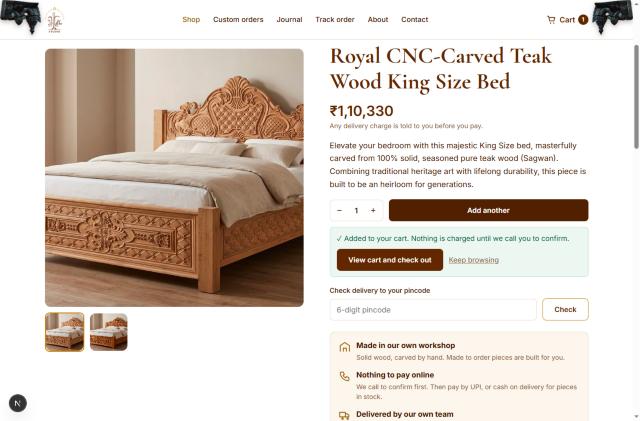 Shop
Custom orders
Journal
Track order
About
Contact
Cart 1
Royal CNC-Carved Teak
Wood King Size Bed
₹1,10,330
Any delivery charge is told to you before you pay.
Elevate your bedroom with this majestic King Size bed, masterfully
carved from 100% solid, seasoned pure teak wood (Sagwan).
Combining traditional heritage art with lifelong durability, this piece is
built to be an heirloom for generations.
− 1 +
Add another
✓ Added to your cart. Nothing is charged until we call you to confirm.
View cart and check out
Keep browsing
Check delivery to your pincode
6-digit pincode
Check
Made in our own workshop
Solid wood, carved by hand. Made to order pieces are built for you.
Nothing to pay online
We call to confirm first. Then pay by UPI, or cash on delivery for pieces
in stock.
Delivered by our own team
N